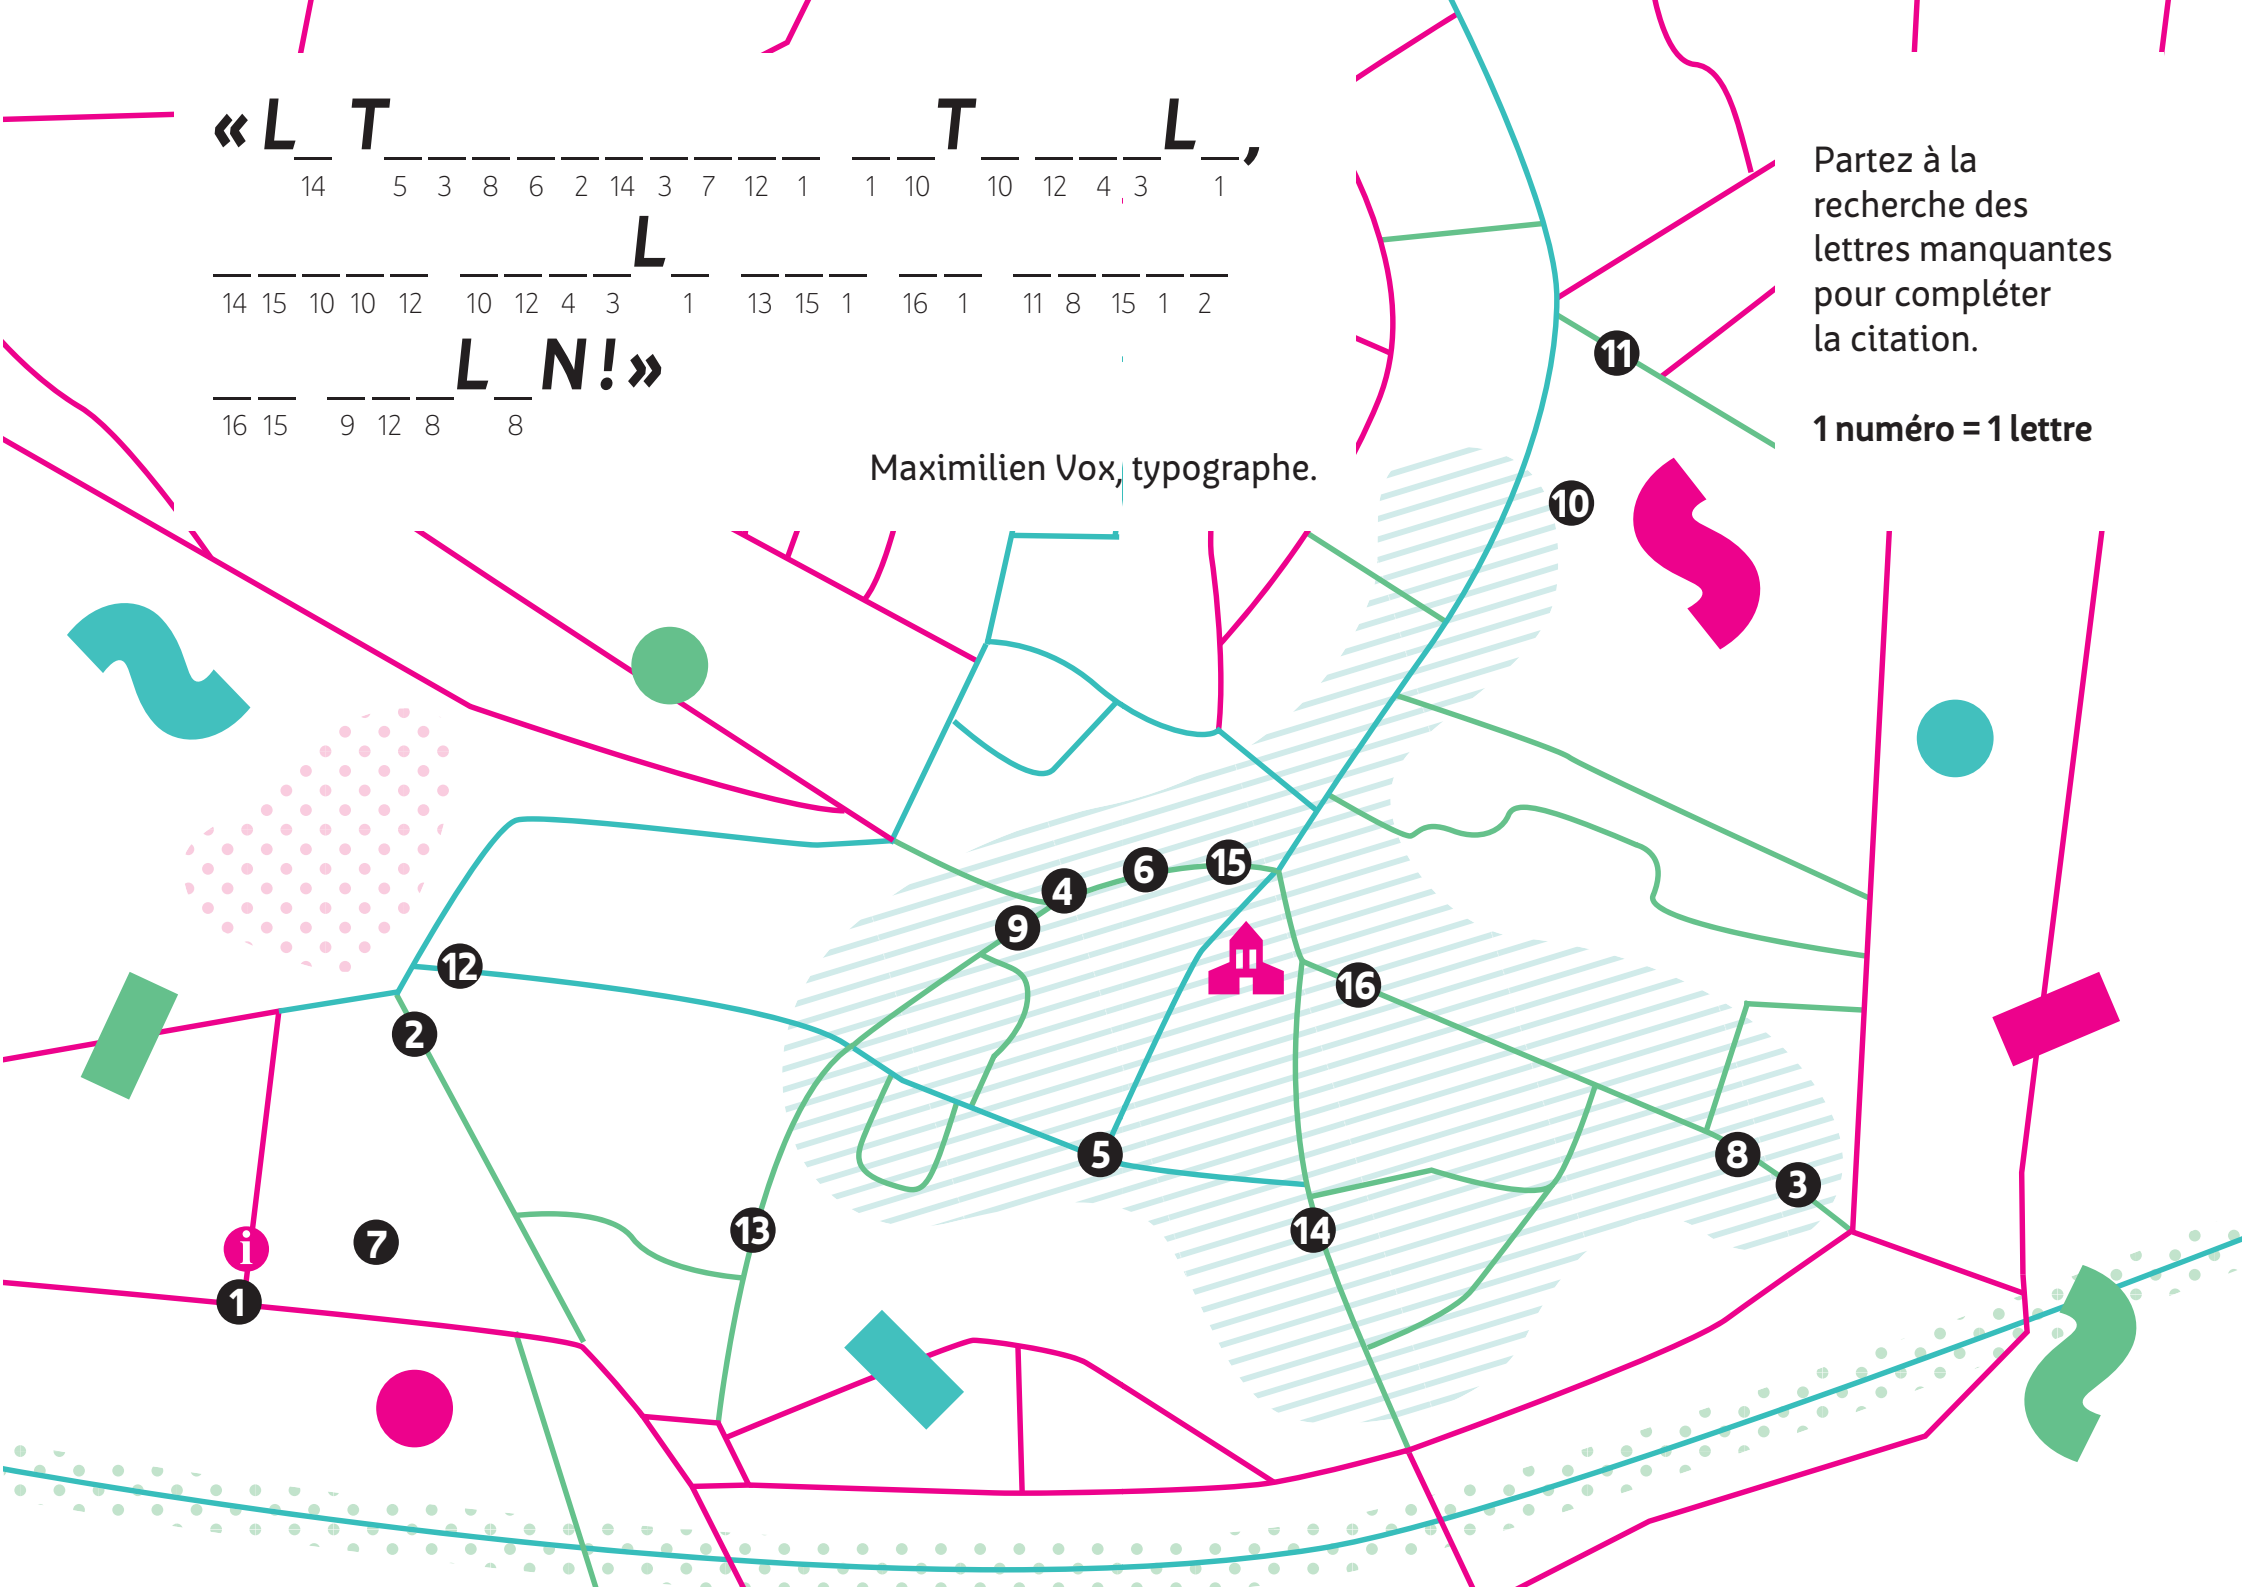 «L_ T__________ __T_ ___L_,
14 5 3 8 6 2 14 3 7 12 1 1 10 10 12 4 3 1
_____ ____L_ ___ __ _____
14 15 10 10 12 10 12 4 3 1 13 15 1 16 1 11 8 15 1 2
__ ___L_N!»
16 15 9 12 8 8
Maximilien Vox, typographe.
Partez à la
recherche des
lettres manquantes
pour compléter
la citation.
1 numéro = 1 lettre
11
10
15
6
4
9
12
16
2
5
8
3
13
14
7
i
1